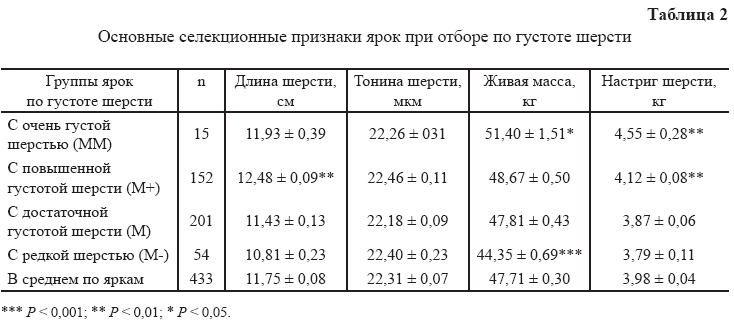 Таблица 2
Основные селекционные признаки ярок при отборе по густоте шерсти
Группы ярок по густоте шерсти | n | Длина шерсти, см | Тонина шерсти, мкм | Живая масса, кг | Настриг шерсти, кг
С очень густой шерстью (ММ) | 15 | 11,93 ± 0,39 | 22,26 ± 031 | 51,40 ± 1,51* | 4,55 ± 0,28**
С повышенной густотой шерсти (М+) | 152 | 12,48 ± 0,09** | 22,46 ± 0,11 | 48,67 ± 0,50 | 4,12 ± 0,08**
С достаточной густотой шерсти (М) | 201 | 11,43 ± 0,13 | 22,18 ± 0,09 | 47,81 ± 0,43 | 3,87 ± 0,06
С редкой шерстью (М-) | 54 | 10,81 ± 0,23 | 22,40 ± 0,23 | 44,35 ± 0,69*** | 3,79 ± 0,11
В среднем по яркам | 433 | 11,75 ± 0,08 | 22,31 ± 0,07 | 47,71 ± 0,30 | 3,98 ± 0,04
*** P < 0,001; ** P < 0,01; * P < 0,05.